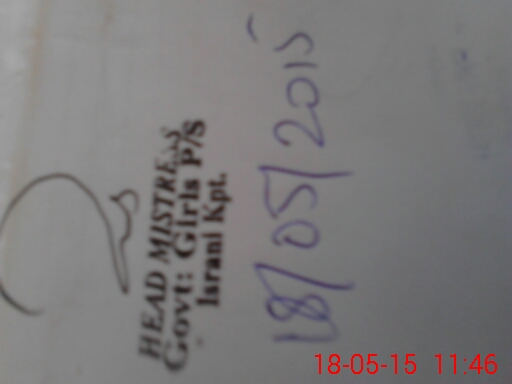 HEAD MISTRESS
Govt: Girls P/S
Israni Kpt.
18/05/2015
18-05-15 11:46